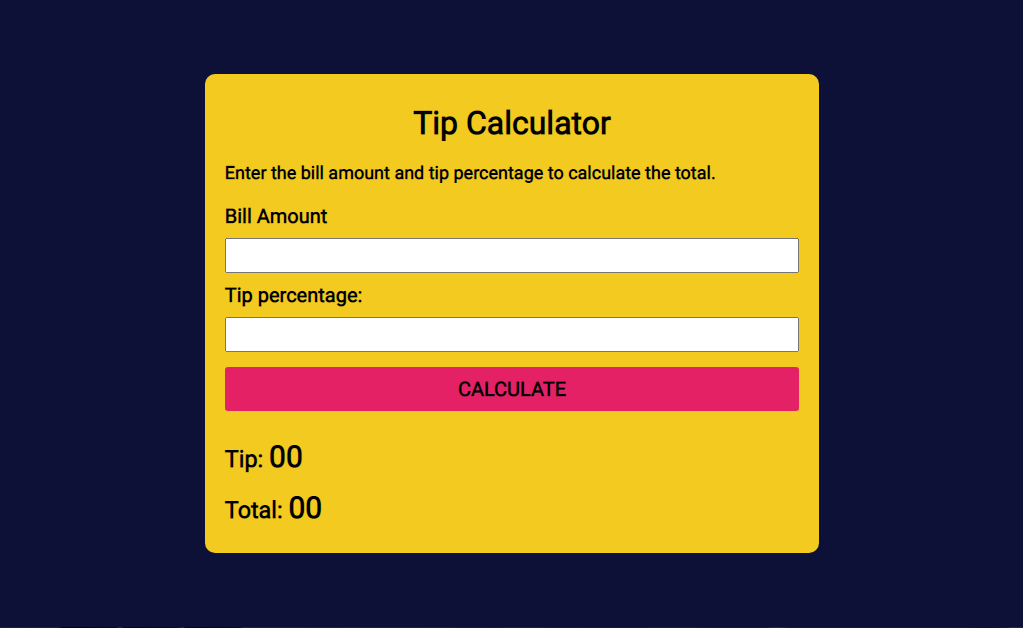 Tip Calculator
Enter the bill amount and tip percentage to calculate the total.
Bill Amount
Tip percentage:
CALCULATE
Tip: 00
Total: 00